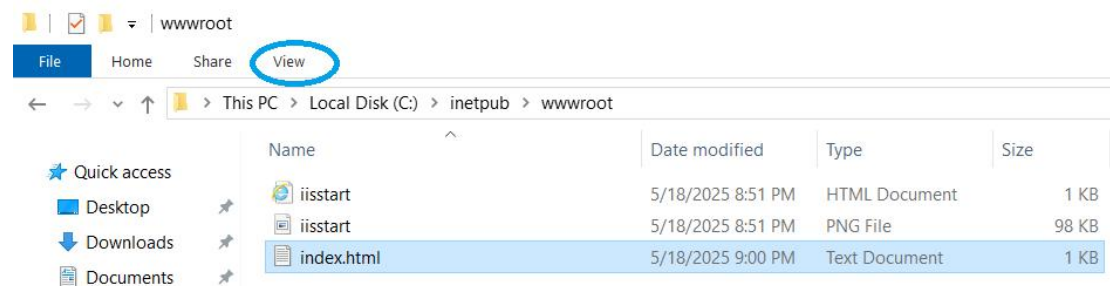 wwwroot
File Home Share View
This PC > Local Disk (C:) > inetpub > wwwroot
Name Date modified Type Size
Quick access
iisstart 5/18/2025 8:51 PM HTML Document 1 KB
Desktop
iisstart 5/18/2025 8:51 PM PNG File 98 KB
Downloads
index.html 5/18/2025 9:00 PM Text Document 1 KB
Documents